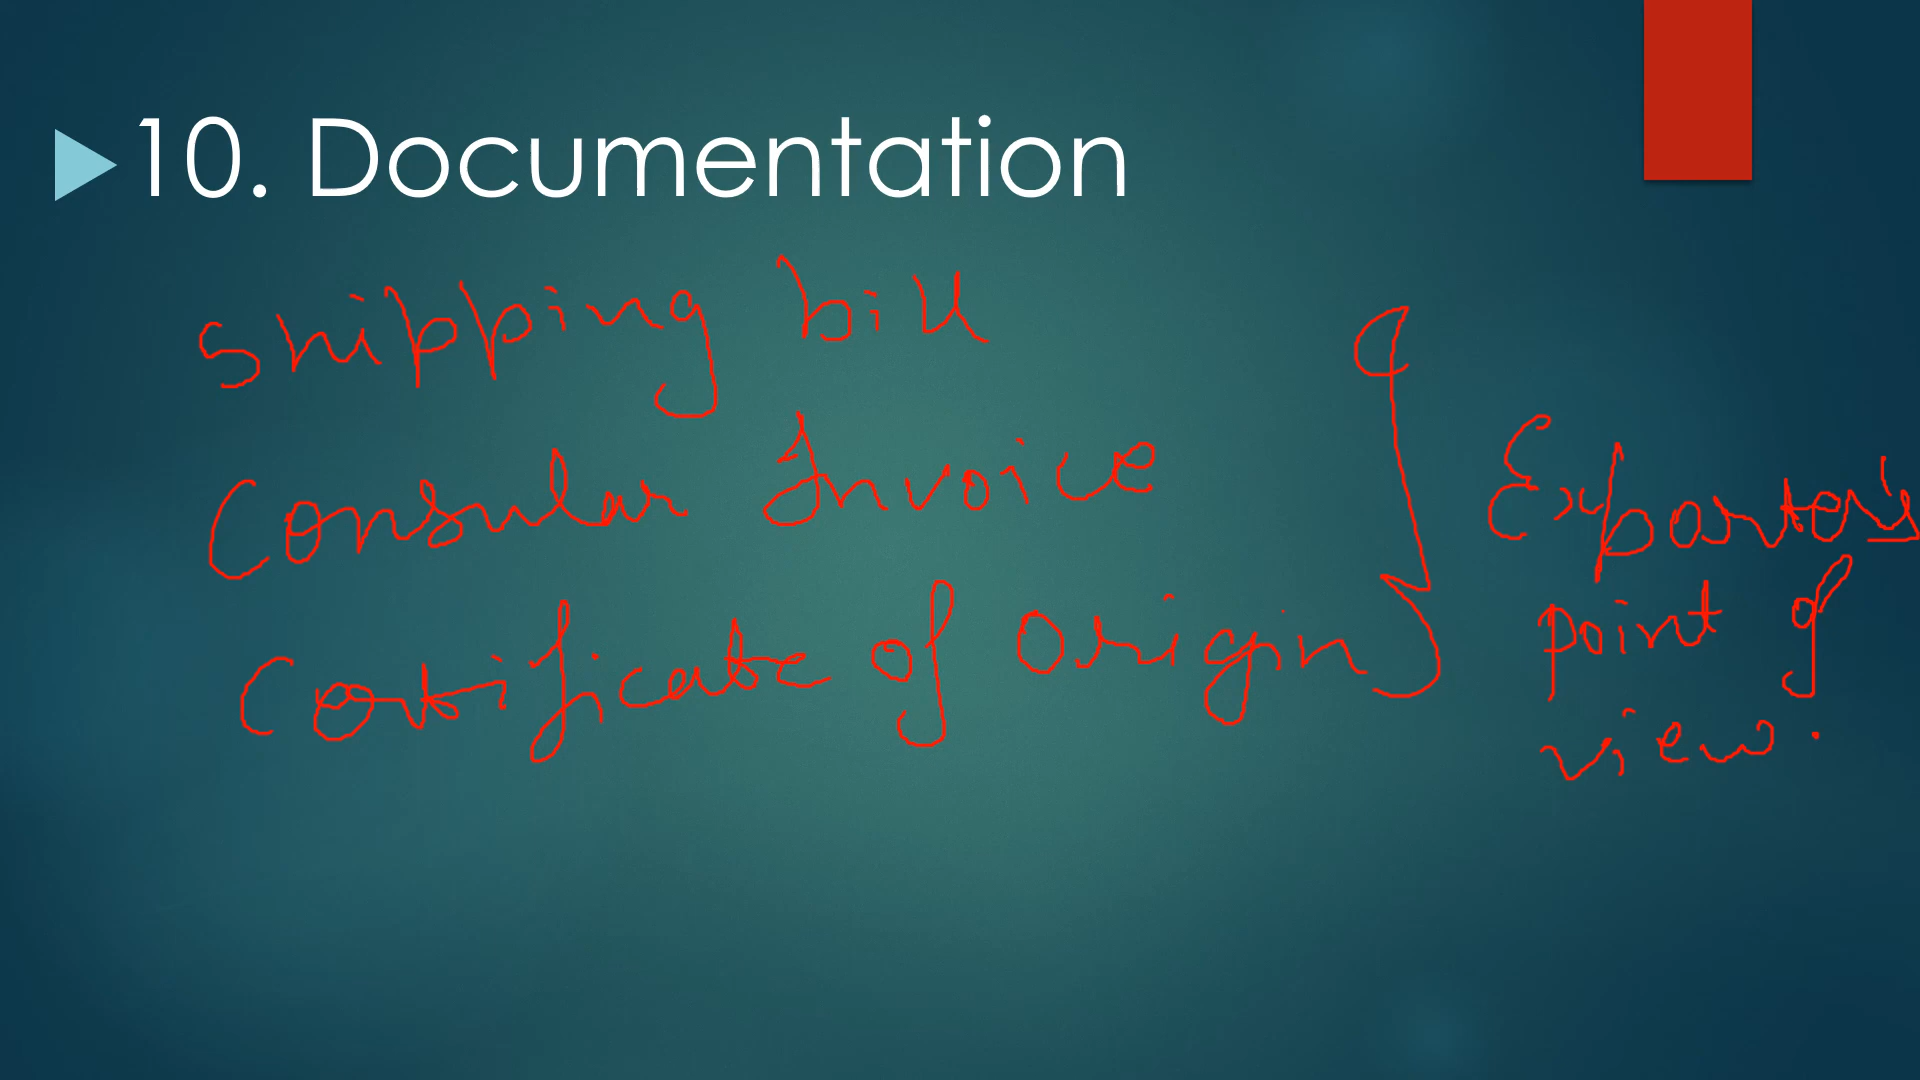 10. Documentation
Shipping bill
Consular Invoice
Certificate of Origin
Exporter's
point of
view.